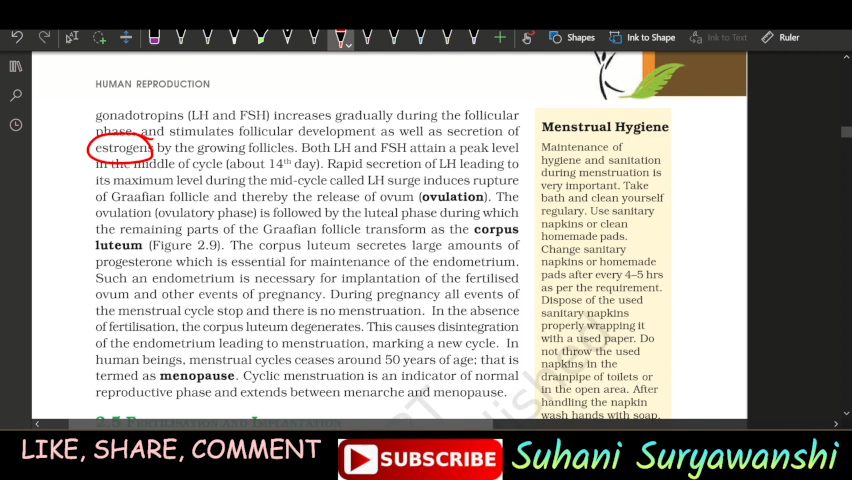 Shapes
Ink to Shape
Ink to Text
Ruler
HUMAN REPRODUCTION
gonadotropins (LH and FSH) increases gradually during the follicular
phase, and stimulates follicular development as well as secretion of
estrogens by the growing follicles. Both LH and FSH attain a peak level
in the middle of cycle (about 14th day). Rapid secretion of LH leading to
its maximum level during the mid-cycle called LH surge induces rupture
of Graafian follicle and thereby the release of ovum (ovulation). The
ovulation (ovulatory phase) is followed by the luteal phase during which
the remaining parts of the Graafian follicle transform as the corpus
luteum (Figure 2.9). The corpus luteum secretes large amounts of
progesterone which is essential for maintenance of the endometrium.
Such an endometrium is necessary for implantation of the fertilised
ovum and other events of pregnancy. During pregnancy all events of
the menstrual cycle stop and there is no menstruation. In the absence
of fertilisation, the corpus luteum degenerates. This causes disintegration
of the endometrium leading to menstruation, marking a new cycle. In
human beings, menstrual cycles ceases around 50 years of age; that is
termed as menopause. Cyclic menstruation is an indicator of normal
reproductive phase and extends between menarche and menopause.
2.5 FERTILISATION AND IMPLANTATION
Menstrual Hygiene
Maintenance of
hygiene and sanitation
during menstruation is
very important. Take
bath and clean yourself
regulary. Use sanitary
napkins or clean
homemade pads.
Change sanitary
napkins or homemade
pads after every 4–5 hrs
as per the requirement.
Dispose of the used
sanitary napkins
properly wrapping it
with a used paper. Do
not throw the used
napkins in the
drainpipe of toilets or
in the open area. After
handling the napkin
wash hands with soap.
LIKE, SHARE, COMMENT
SUBSCRIBE
Suhani Suryawanshi